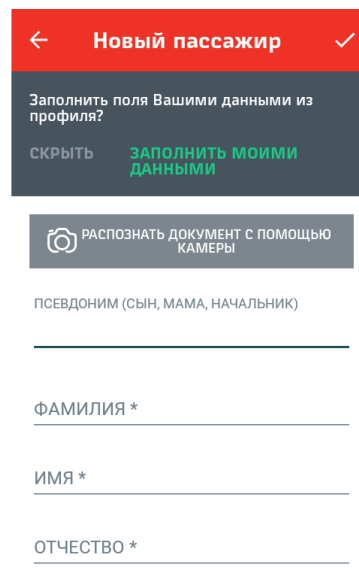 Новый пассажир
Заполнить поля Вашими данными из
профиля?
СКРЫТЬ
ЗАПОЛНИТЬ МОИМИ
ДАННЫМИ
РАСПОЗНАТЬ ДОКУМЕНТ С ПОМОЩЬЮ
КАМЕРЫ
ПСЕВДОНИМ (СЫН, МАМА, НАЧАЛЬНИК)
ФАМИЛИЯ *
ИМЯ *
ОТЧЕСТВО *